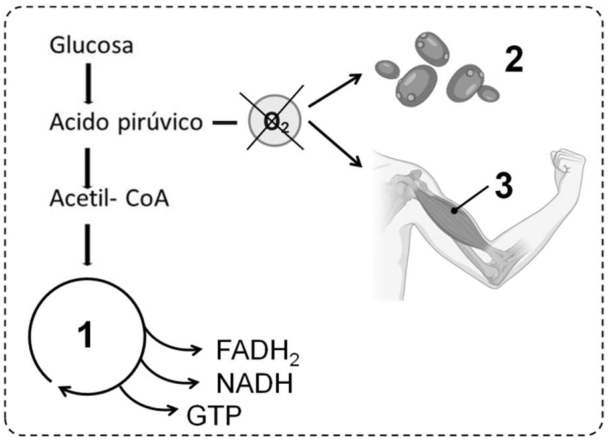 Glucosa
2
Acido pirúvico
O₂
Acetil- CoA
3
1
FADH₂
NADH
GTP